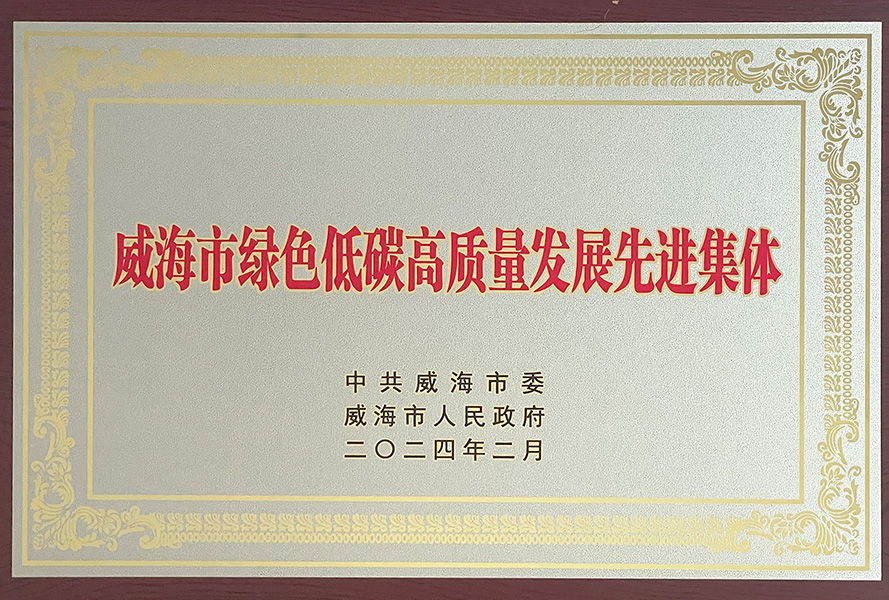 威海市绿色低碳高质量发展先进集体
中共威海市委
威海市人民政府
二〇二四年二月